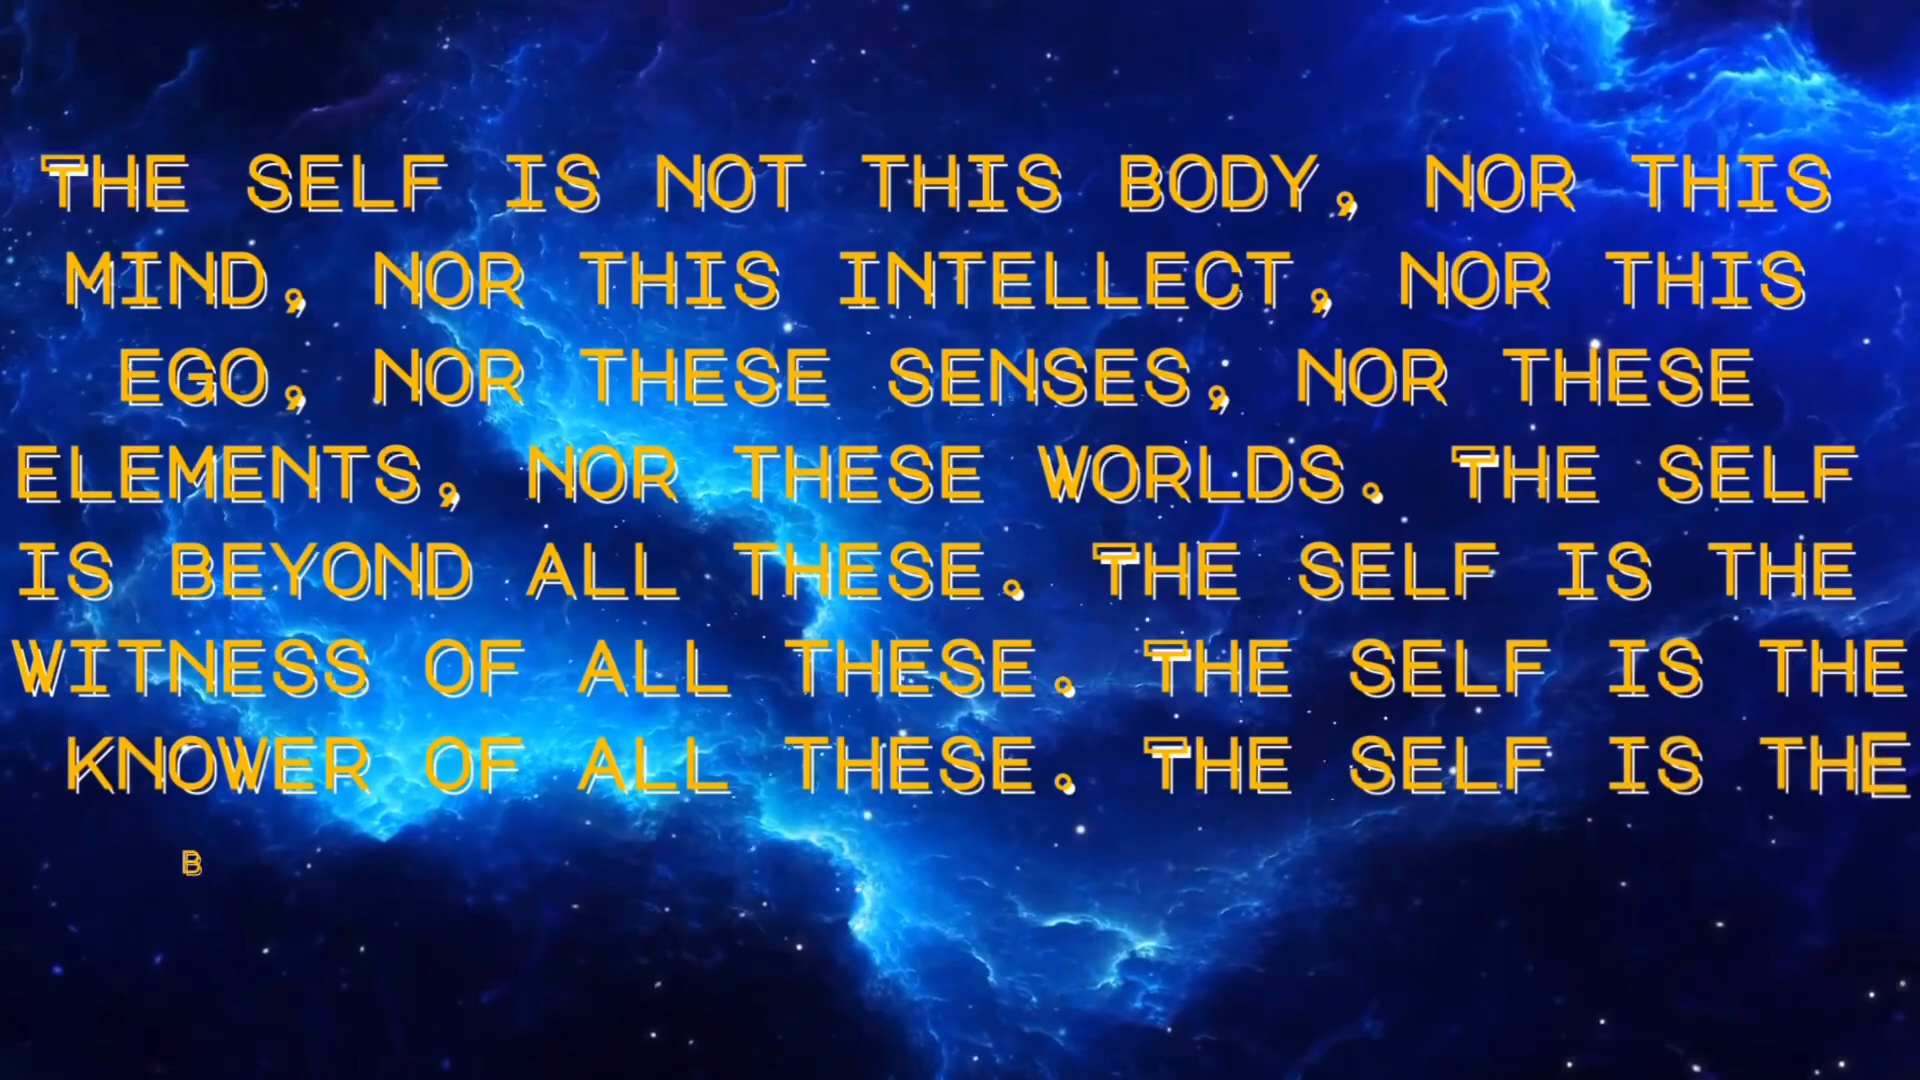 THE SELF IS NOT THIS BODY, NOR THIS
MIND, NOR THIS INTELLECT, NOR THIS
EGO, NOR THESE SENSES, NOR THESE
ELEMENTS, NOR THESE WORLDS. THE SELF
IS BEYOND ALL THESE. THE SELF IS THE
WITNESS OF ALL THESE. THE SELF IS THE
KNOWER OF ALL THESE. THE SELF IS THE
B